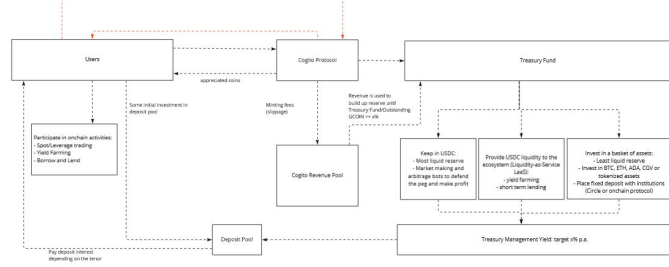 Users
Cogito Protocol
Treasury Fund
appreciated coins
Some initial investment in
deposit pool
Minting fees
(slippage)
Revenue is used to
build up reserve until
Treasury Fund/Outstanding
GCOIN >= x%
Participate in onchain activities:
- Spot/Leverage trading
- Yield Farming
- Borrow and Lend
Cogito Revenue Pool
Keep in USDC:
- Most liquid reserve
- Market making and
arbitrage bots to defend
the peg and make profit
Provide USDC liquidity to the
ecosystem (Liquidity-as-Service
LaaS):
- yield farming
- short term lending
Invest in a basket of assets:
- Least liquid reserve
- Invest in BTC, ETH, ADA, CGV or
tokenized assets
- Place fixed deposit with institutions
(Circle or onchain protocol)
Deposit Pool
Treasury Management Yield: target x% p.a.
Pay deposit interest
depending on the tenor